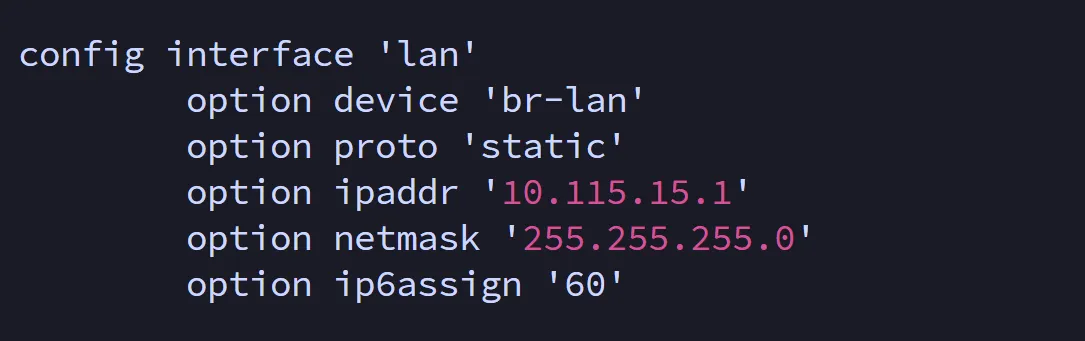 config interface 'lan'
        option device 'br-lan'
        option proto 'static'
        option ipaddr '10.115.15.1'
        option netmask '255.255.255.0'
        option ip6assign '60'